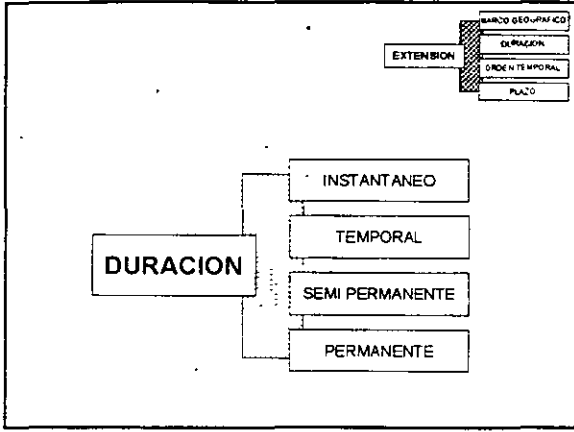 MARCO GEOGRAFICO
EXTENSION
DURACION
ORDEN TEMPORAL
PLAZO
INSTANTANEO
TEMPORAL
DURACION
SEMI PERMANENTE
PERMANENTE